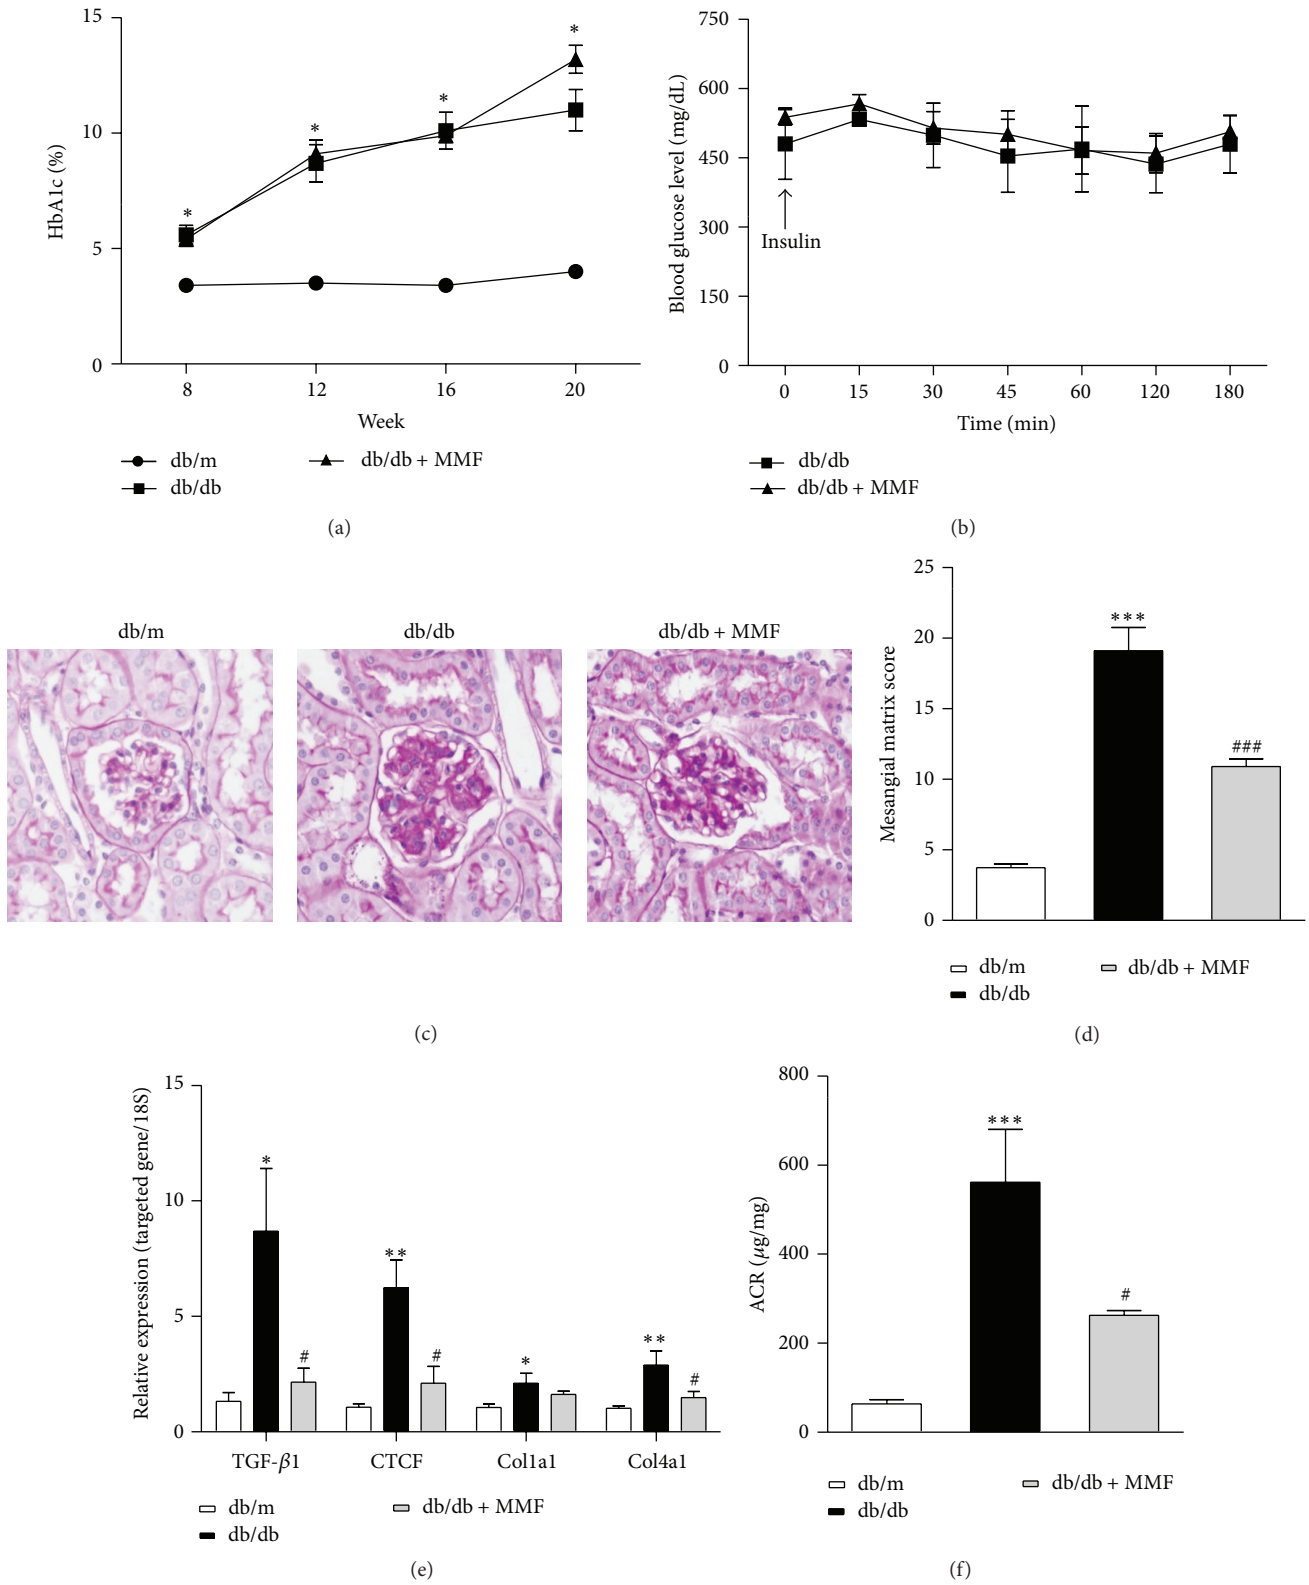 15
10
5
0
HbA1c (%)
*
*
*
*
8
12
16
20
Week
db/m
db/db + MMF
db/db
(a)
750
600
450
300
150
0
Blood glucose level (mg/dL)
Insulin
0
15
30
45
60
120
180
Time (min)
db/db
db/db + MMF
(b)
db/m
db/db
db/db + MMF
(c)
25
20
15
10
5
0
Mesangial matrix score
***
###
db/m
db/db + MMF
db/db
(d)
15
10
5
0
Relative expression (targeted gene/18S)
*
#
**
#
*
**
#
TGF-β1
CTCF
Col1a1
Col4a1
db/m
db/db + MMF
db/db
(e)
800
600
400
200
0
ACR (μg/mg)
***
#
db/m
db/db + MMF
db/db
(f)